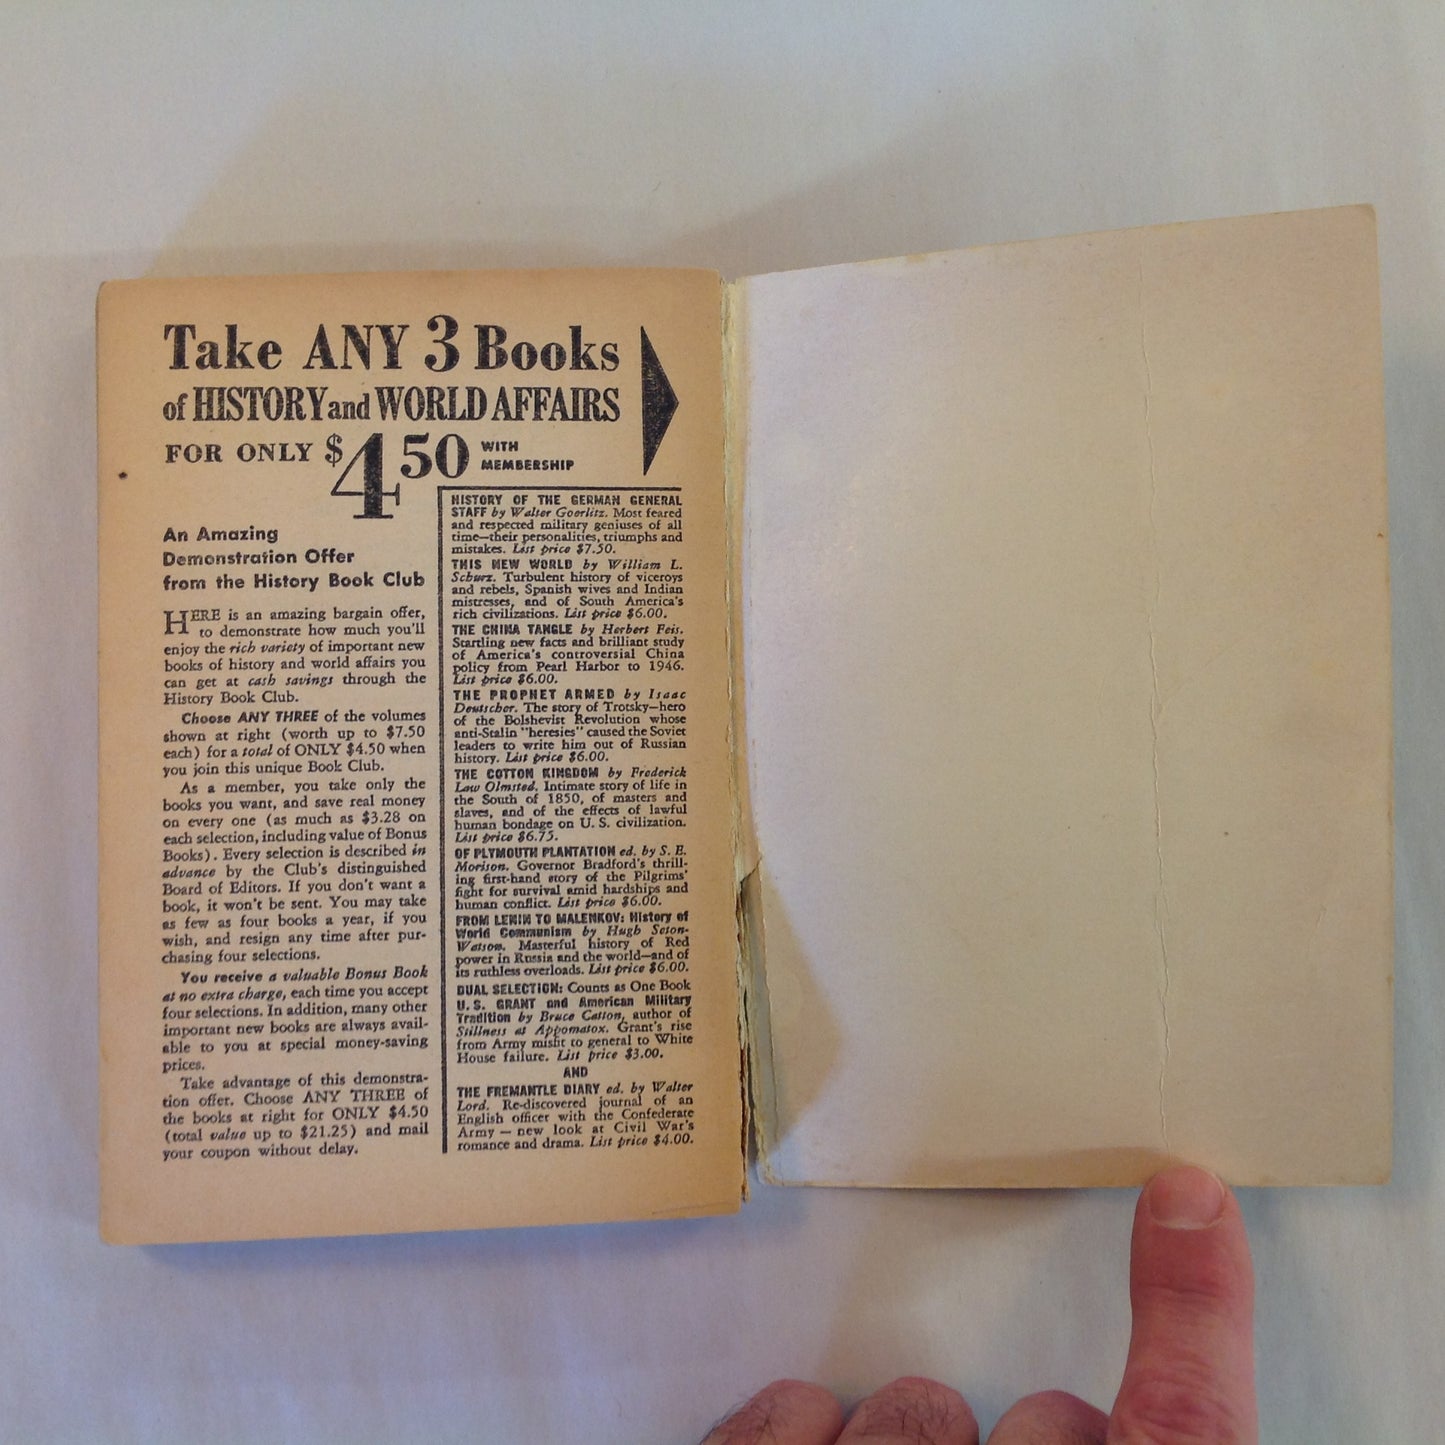 Take ANY 3 Books
of HISTORY and WORLD AFFAIRS
FOR ONLY $4 50 WITH
MEMBERSHIP
An Amazing
Demonstration Offer
from the History Book Club
HERE is an amazing bargain offer,
to demonstrate how much you'll
enjoy the rich variety of important new
books of history and world affairs you
can get at cash savings through the
History Book Club.
Choose ANY THREE of the volumes
shown at right (worth up to $7.50
each) for a total of ONLY $4.50 when
you join this unique Book Club.
As a member, you take only the
books you want, and save real money
on every one (as much as $3.28 on
each selection, including value of Bonus
Books). Every selection is described in
advance by the Club's distinguished
Board of Editors. If you don't want a
book, it won't be sent. You may take
as few as four books a year, if you
wish, and resign any time after pur-
chasing four selections.
You receive a valuable Bonus Book
at no extra charge, each time you accept
four selections. In addition, many other
important new books are always avail-
able to you at special money-saving
prices.
Take advantage of this demonstra-
tion offer. Choose ANY THREE of
the books at right for ONLY $4.50
(total value up to $21.25) and mail
your coupon without delay.
HISTORY OF THE GERMAN GENERAL
STAFF by Walter Goerlitz. Most feared
and respected military geniuses of all
time—their personalities, triumphs and
mistakes. List price $7.50.
THIS NEW WORLD by William L.
Schurz. Turbulent history of viceroys
and rebels, Spanish wives and Indian
mistresses, and of South America's
rich civilizations. List price $6.00.
THE CHINA TANGLE by Herbert Feis.
Startling new facts and brilliant study
of America's controversial China
policy from Pearl Harbor to 1946.
List price $6.00.
THE PROPHET ARMED by Isaac
Deutscher. The story of Trotsky—hero
of the Bolshevist Revolution whose
anti-Stalin "heresies" caused the Soviet
leaders to write him out of Russian
history. List price $6.00.
THE COTTON KINGDOM by Frederick
Law Olmsted. Intimate story of life in
the South of 1850, of masters and
slaves, and of the effects of lawful
human bondage on U. S. civilization.
List price $6.75.
OF PLYMOUTH PLANTATION ed. by S. E.
Morison. Governor Bradford's thrill-
ing first-hand story of the Pilgrims'
fight for survival amid hardships and
human conflict. List price $6.00.
FROM LENIN TO MALENKOV: History of
World Communism by Hugh Seton-
Watson. Masterful history of Red
power in Russia and the world—and of
its ruthless overloads. List price $6.00.
DUAL SELECTION: Counts as One Book
U. S. GRANT and American Military
Tradition by Bruce Catton, author of
Stillness at Appomatox. Grant's rise
from Army misfit to general to White
House failure. List price $3.00.
AND
THE FREMANTLE DIARY ed. by Walter
Lord. Re-discovered journal of an
English officer with the Confederate
Army — new look at Civil War's
romance and drama. List price $4.00.